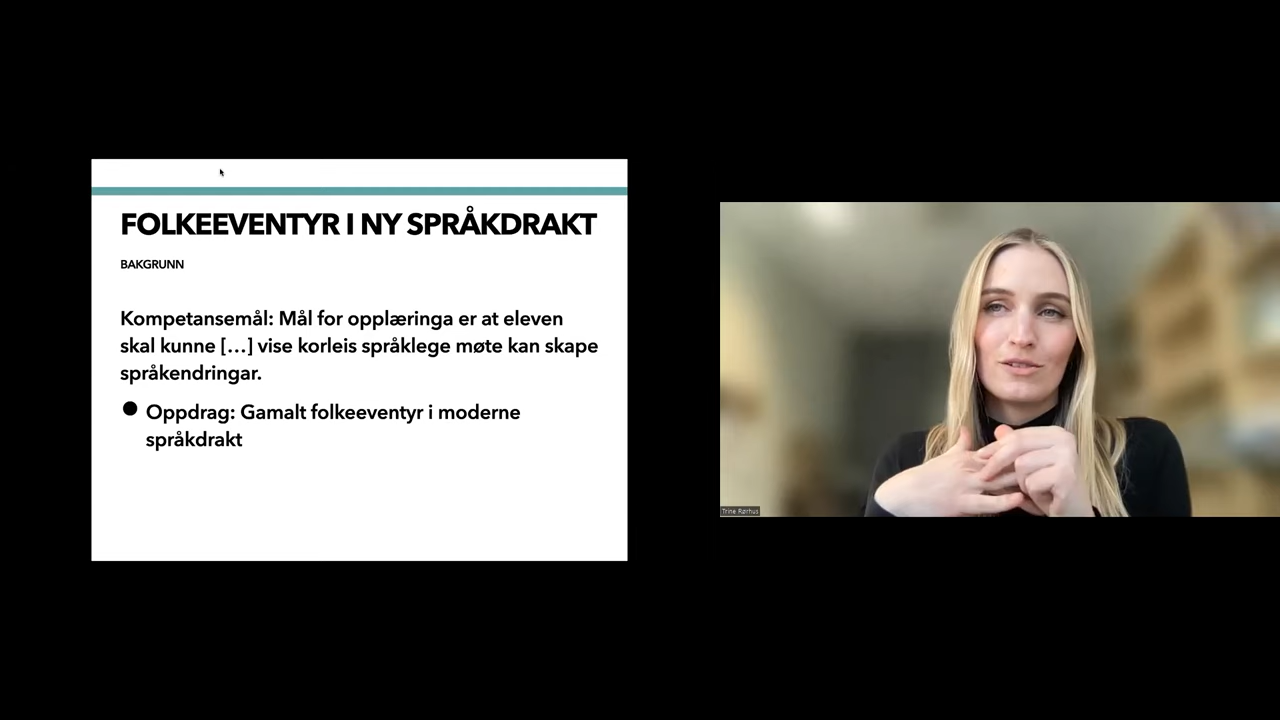 FOLKEEVENTYR I NY SPRÅKDRAKT
BAKGRUNN
Kompetansemål: Mål for opplæringa er at eleven
skal kunne [...] vise korleis språklege møte kan skape
språkendringar.
● Oppdrag: Gamalt folkeeventyr i moderne
språkdrakt
Trine Rørhus